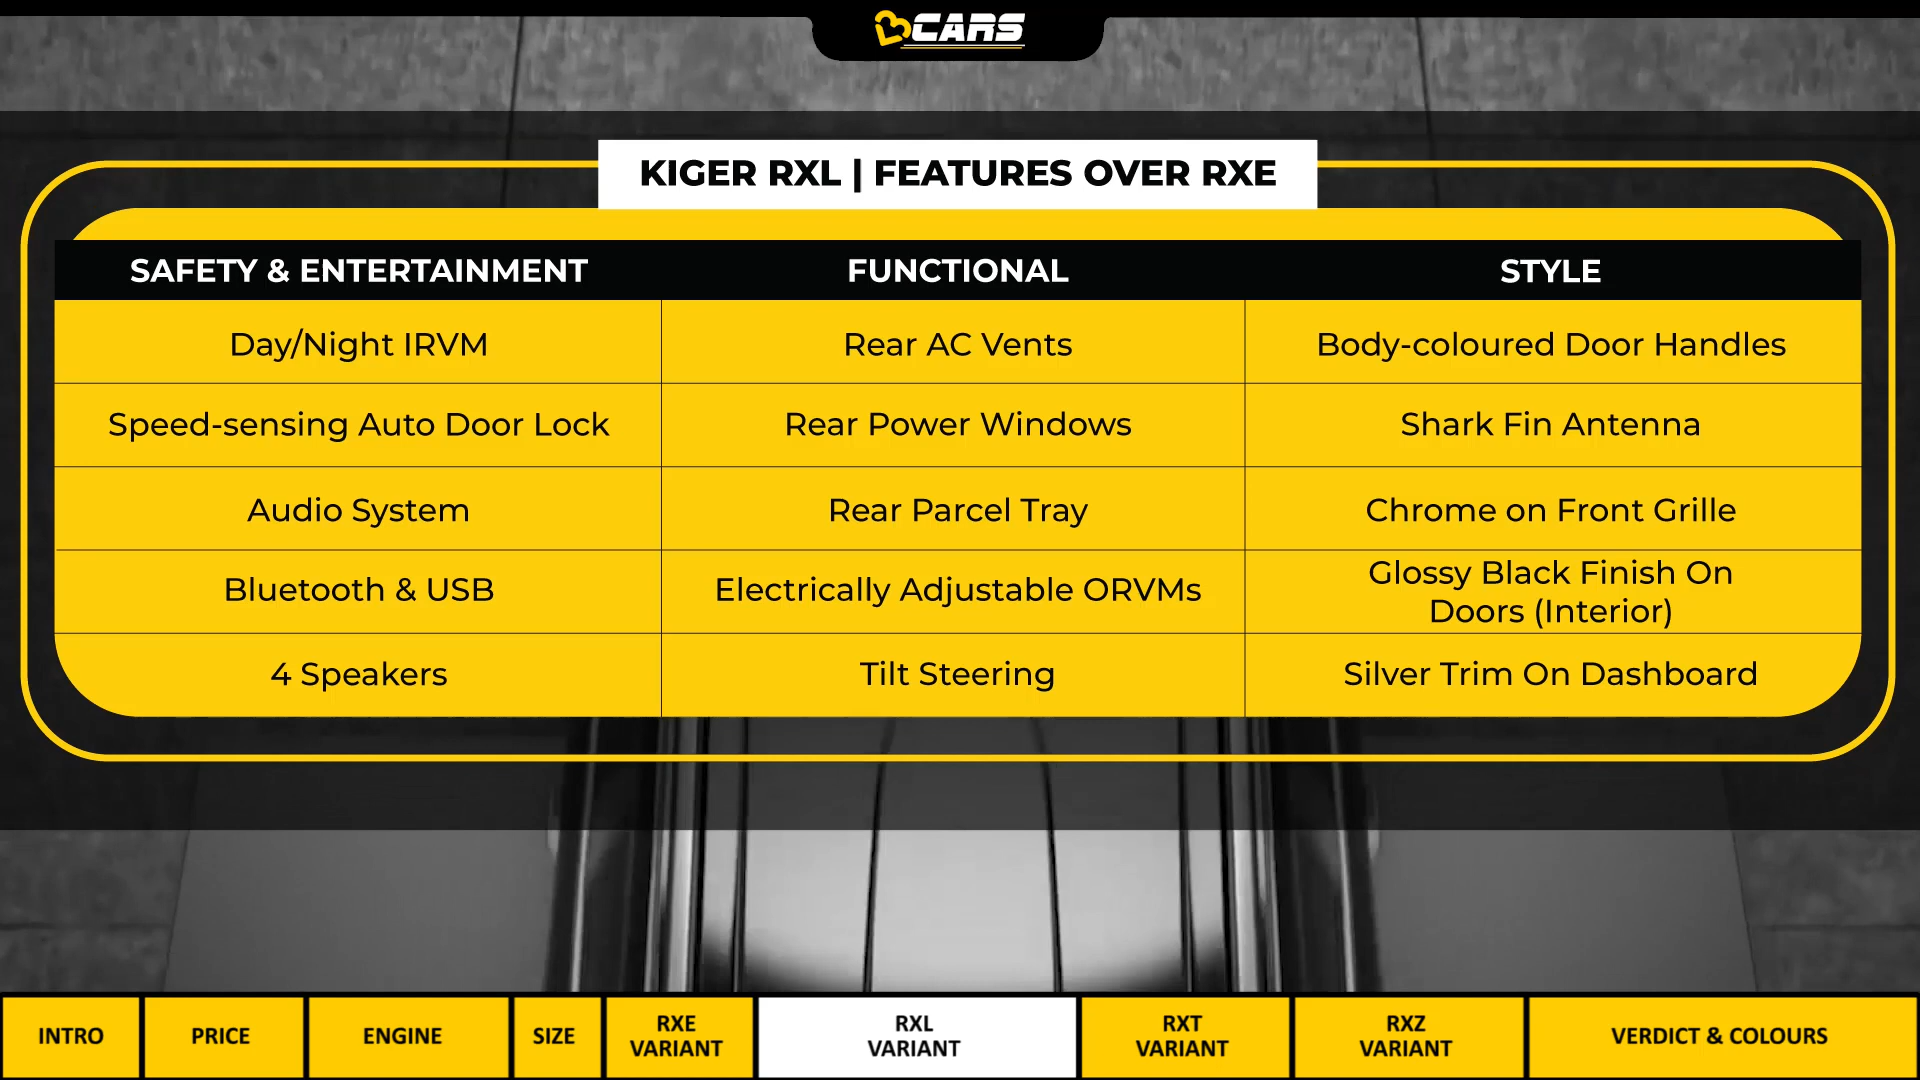 CARS
KIGER RXL | FEATURES OVER RXE
SAFETY & ENTERTAINMENT
FUNCTIONAL
STYLE
Day/Night IRVM
Rear AC Vents
Body-coloured Door Handles
Speed-sensing Auto Door Lock
Rear Power Windows
Shark Fin Antenna
Audio System
Rear Parcel Tray
Chrome on Front Grille
Bluetooth & USB
Electrically Adjustable ORVMs
Glossy Black Finish On
Doors (Interior)
4 Speakers
Tilt Steering
Silver Trim On Dashboard
INTRO
PRICE
ENGINE
SIZE
RXE
VARIANT
RXL
VARIANT
RXT
VARIANT
RXZ
VARIANT
VERDICT & COLOURS